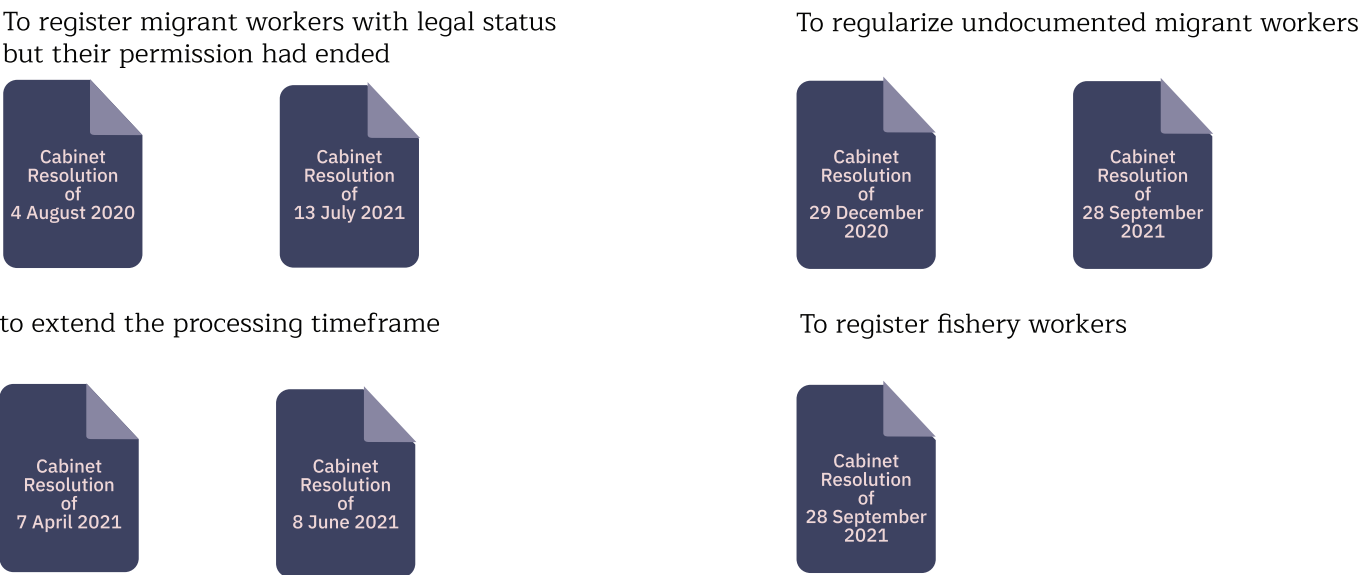 To register migrant workers with legal status
but their permission had ended
Cabinet
Resolution
of
4 August 2020
Cabinet
Resolution
of
13 July 2021
To regularize undocumented migrant workers
Cabinet
Resolution
of
29 December
2020
Cabinet
Resolution
of
28 September
2021
to extend the processing timeframe
Cabinet
Resolution
of
7 April 2021
Cabinet
Resolution
of
8 June 2021
To register fishery workers
Cabinet
Resolution
of
28 September
2021